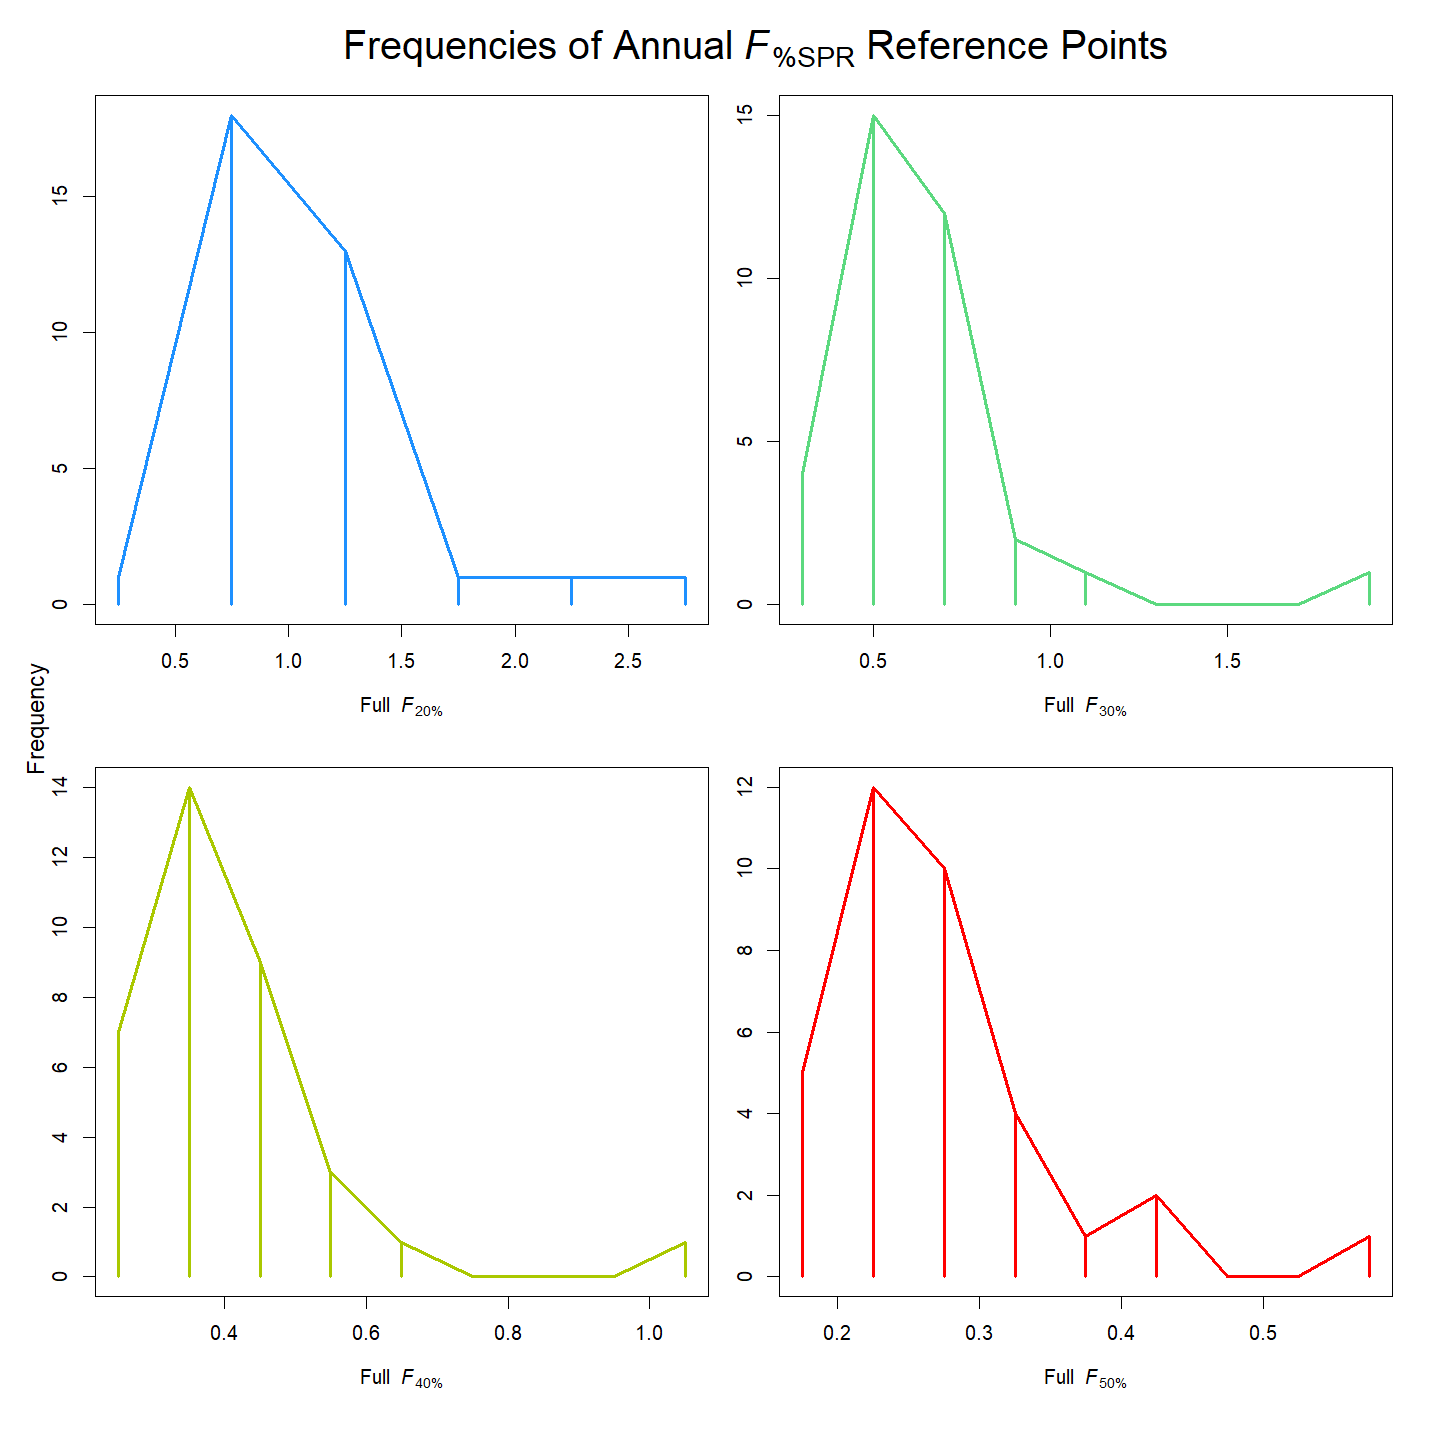 Frequencies of Annual F%SPR Reference Points
Frequency
0 5 10 15
0.5 1.0 1.5 2.0 2.5
Full F20%
0 5 10 15
0.5 1.0 1.5
Full F30%
0 2 4 6 8 10 12 14
0.4 0.6 0.8 1.0
Full F40%
0 2 4 6 8 10 12
0.2 0.3 0.4 0.5
Full F50%